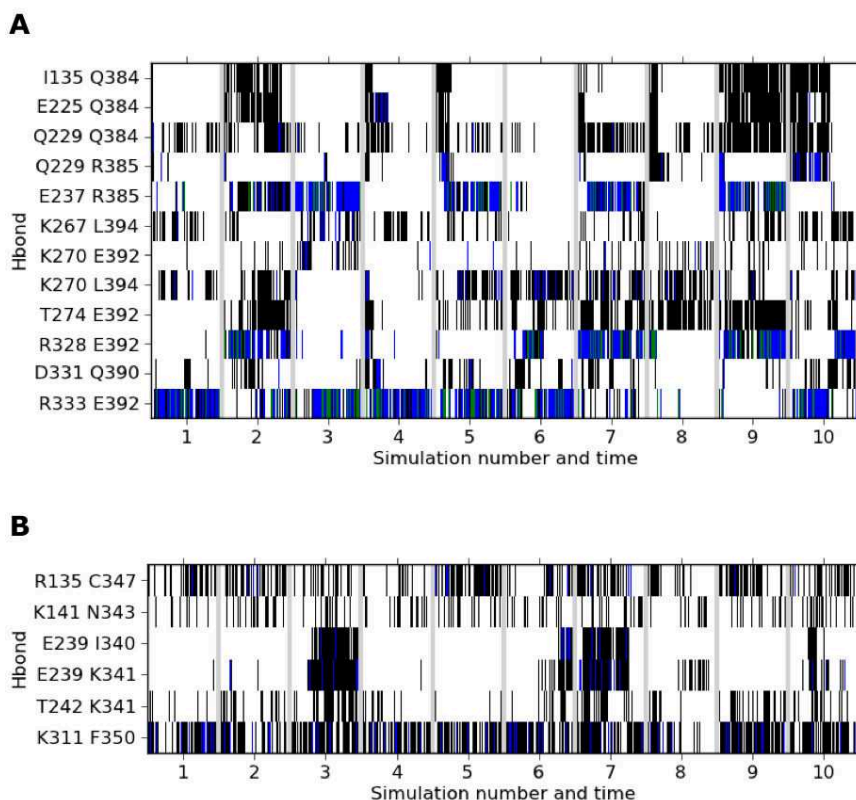 A
I135 Q384
E225 Q384
Q229 Q384
Q229 R385
E237 R385
K267 L394
K270 E392
K270 L394
T274 E392
R328 E392
D331 Q390
R333 E392
Hbond
1 2 3 4 5 6 7 8 9 10
Simulation number and time
B
R135 C347
K141 N343
E239 I340
E239 K341
T242 K341
K311 F350
Hbond
1 2 3 4 5 6 7 8 9 10
Simulation number and time